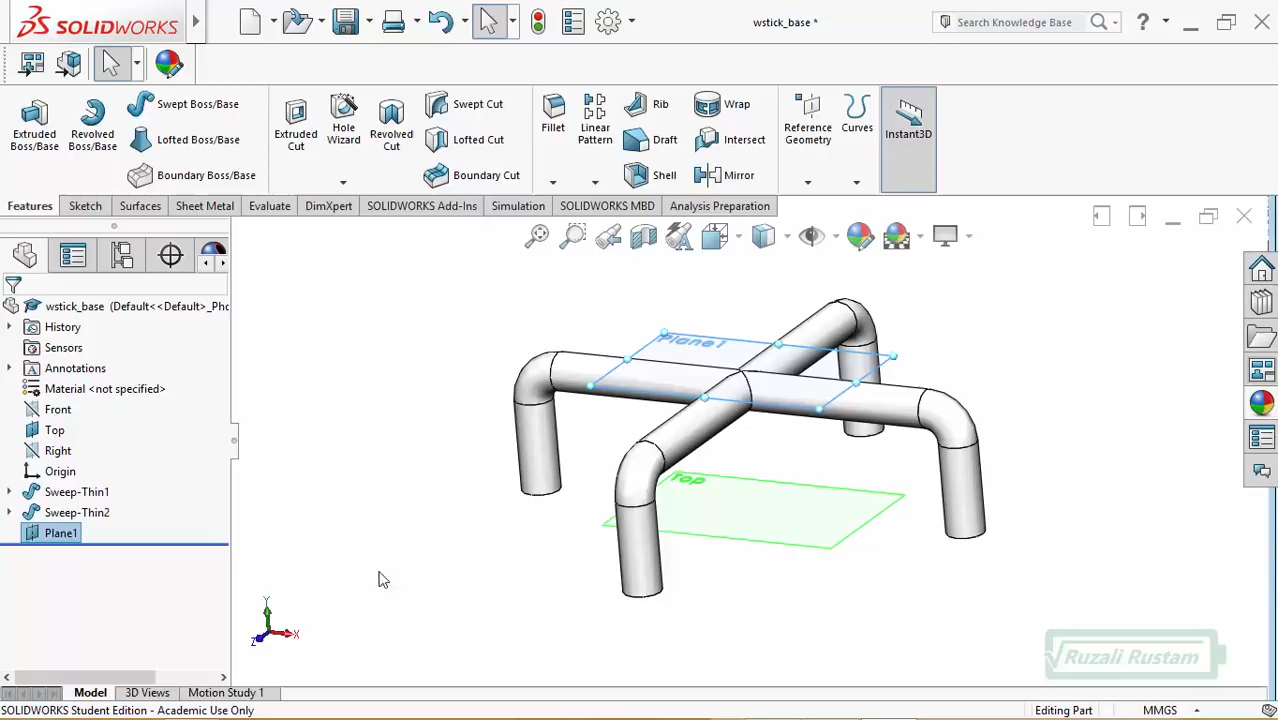 SOLIDWORKS
wstick_base *
Search Knowledge Base
?
Extruded Boss/Base
Revolved Boss/Base
Swept Boss/Base
Lofted Boss/Base
Boundary Boss/Base
Extruded Cut
Hole Wizard
Revolved Cut
Swept Cut
Lofted Cut
Boundary Cut
Fillet
Linear Pattern
Rib
Draft
Shell
Wrap
Intersect
Mirror
Reference Geometry
Curves
Instant3D
Features
Sketch
Surfaces
Sheet Metal
Evaluate
DimXpert
SOLIDWORKS Add-Ins
Simulation
SOLIDWORKS MBD
Analysis Preparation
wstick_base (Default<<Default>_Pho
History
Sensors
Annotations
Material <not specified>
Front
Top
Right
Origin
Sweep-Thin1
Sweep-Thin2
Plane1
Plane1
Top
Y
X
Z
Ruzali Rustam
Model
3D Views
Motion Study 1
SOLIDWORKS Student Edition - Academic Use Only
Editing Part
MMGS